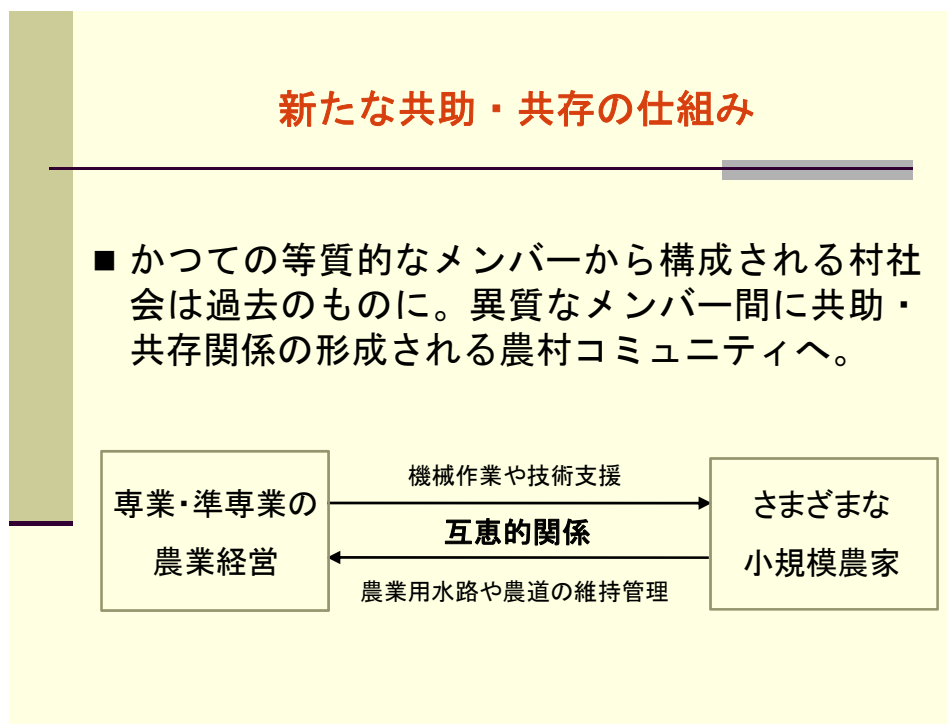 新たな共助・共存の仕組み
■ かつての等質的なメンバーから構成される村社
会は過去のものに。異質なメンバー間に共助・
共存関係の形成される農村コミュニティへ。
専業・準専業の
農業経営
機械作業や技術支援
互恵的関係
農業用水路や農道の維持管理
さまざまな
小規模農家